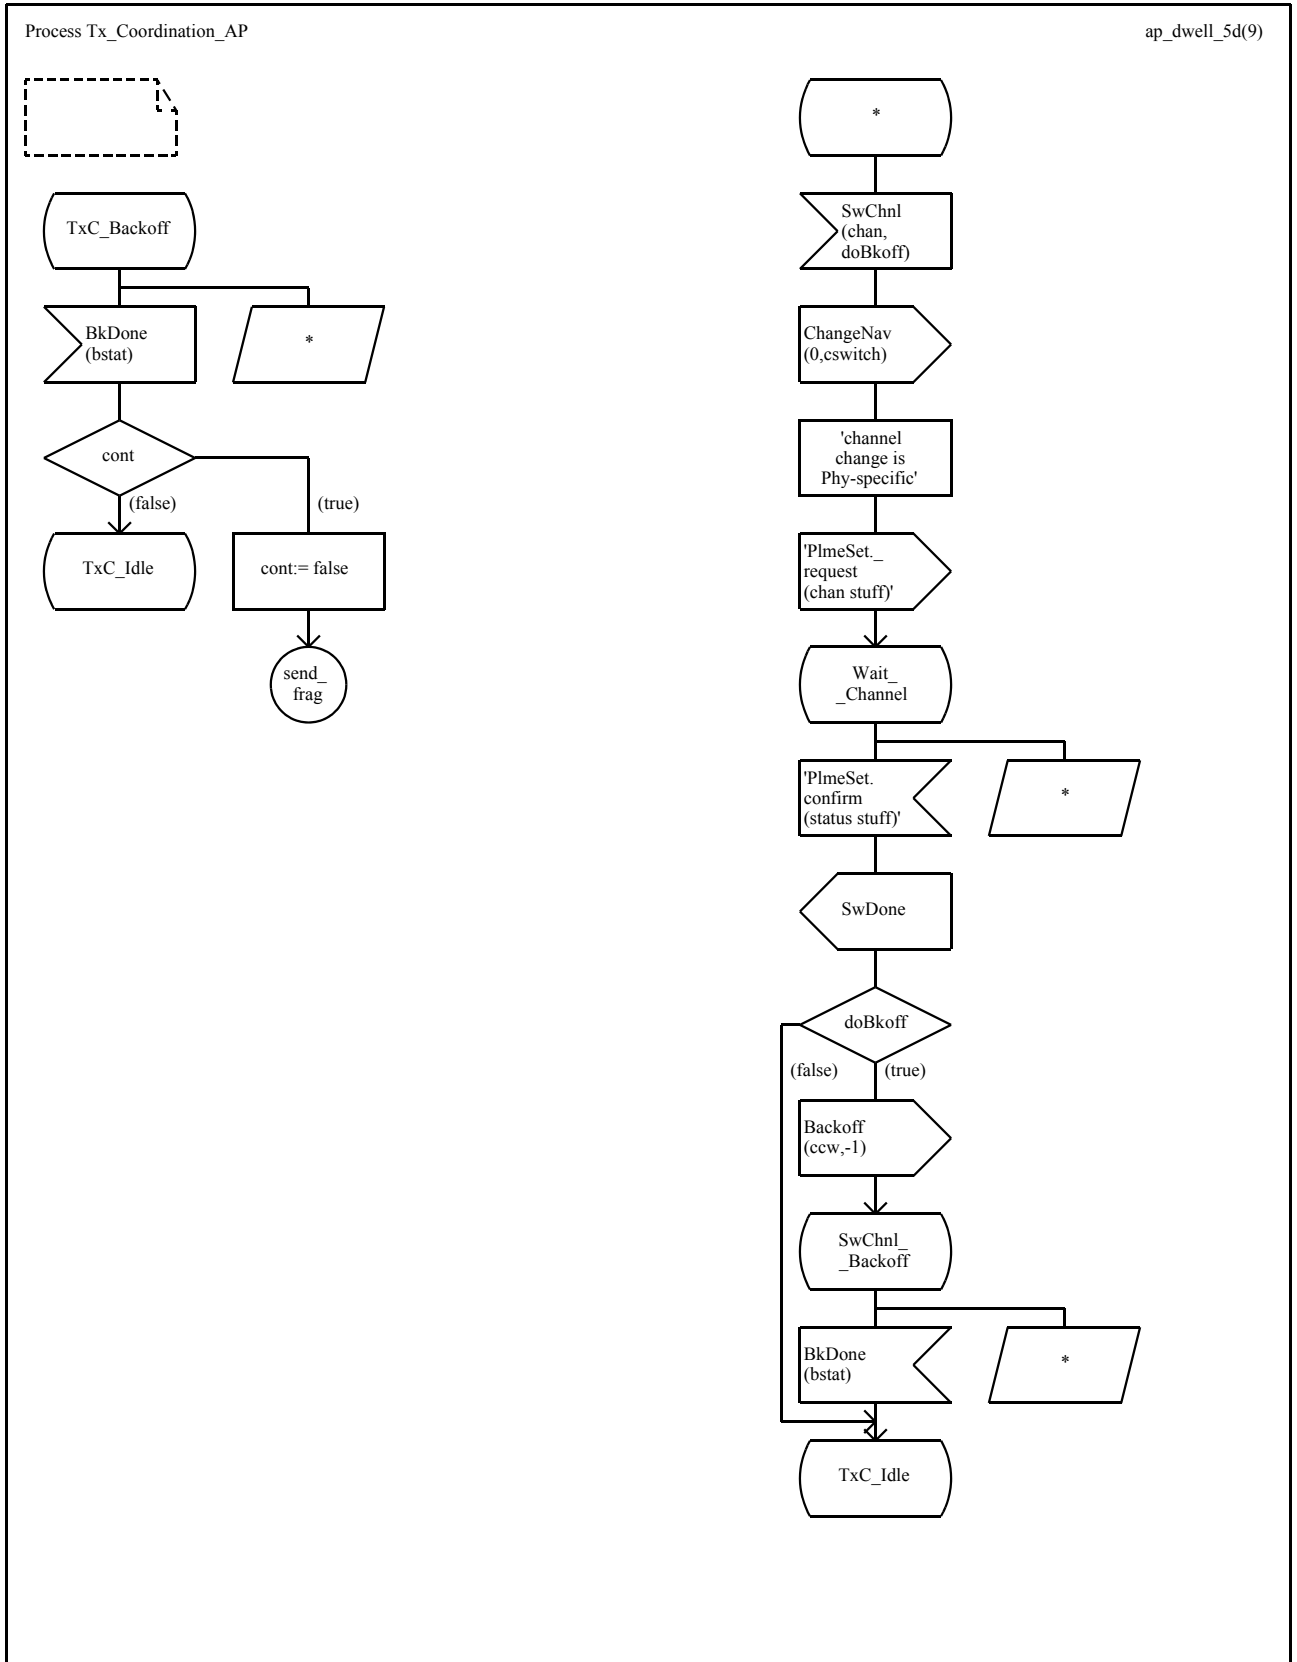 Process Tx_Coordination_AP
ap_dwell_5d(9)
TxC_Backoff
BkDone
(bstat)
*
cont
(false)
(true)
TxC_Idle
cont:= false
send_
frag
*
SwChnl
(chan,
doBkoff)
ChangeNav
(0,cswitch)
'channel
change is
Phy-specific'
'PlmeSet._
request
(chan stuff)'
Wait_
_Channel
'PlmeSet.
confirm
(status stuff)'
*
SwDone
doBkoff
(false)
(true)
Backoff
(ccw,-1)
SwChnl_
_Backoff
BkDone
(bstat)
*
TxC_Idle